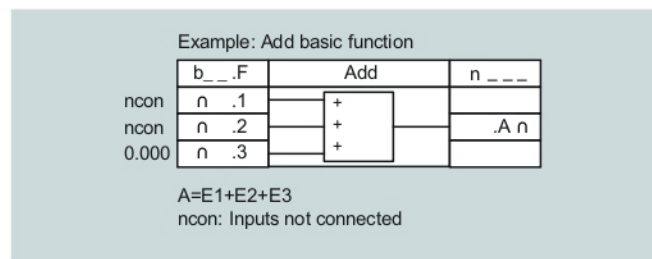 Example: Add basic function
b_ _ .F Add n _ _ _
ncon ∩ .1 +
ncon ∩ .2 + .A ∩
0.000 ∩ .3 +
A=E1+E2+E3
ncon: Inputs not connected